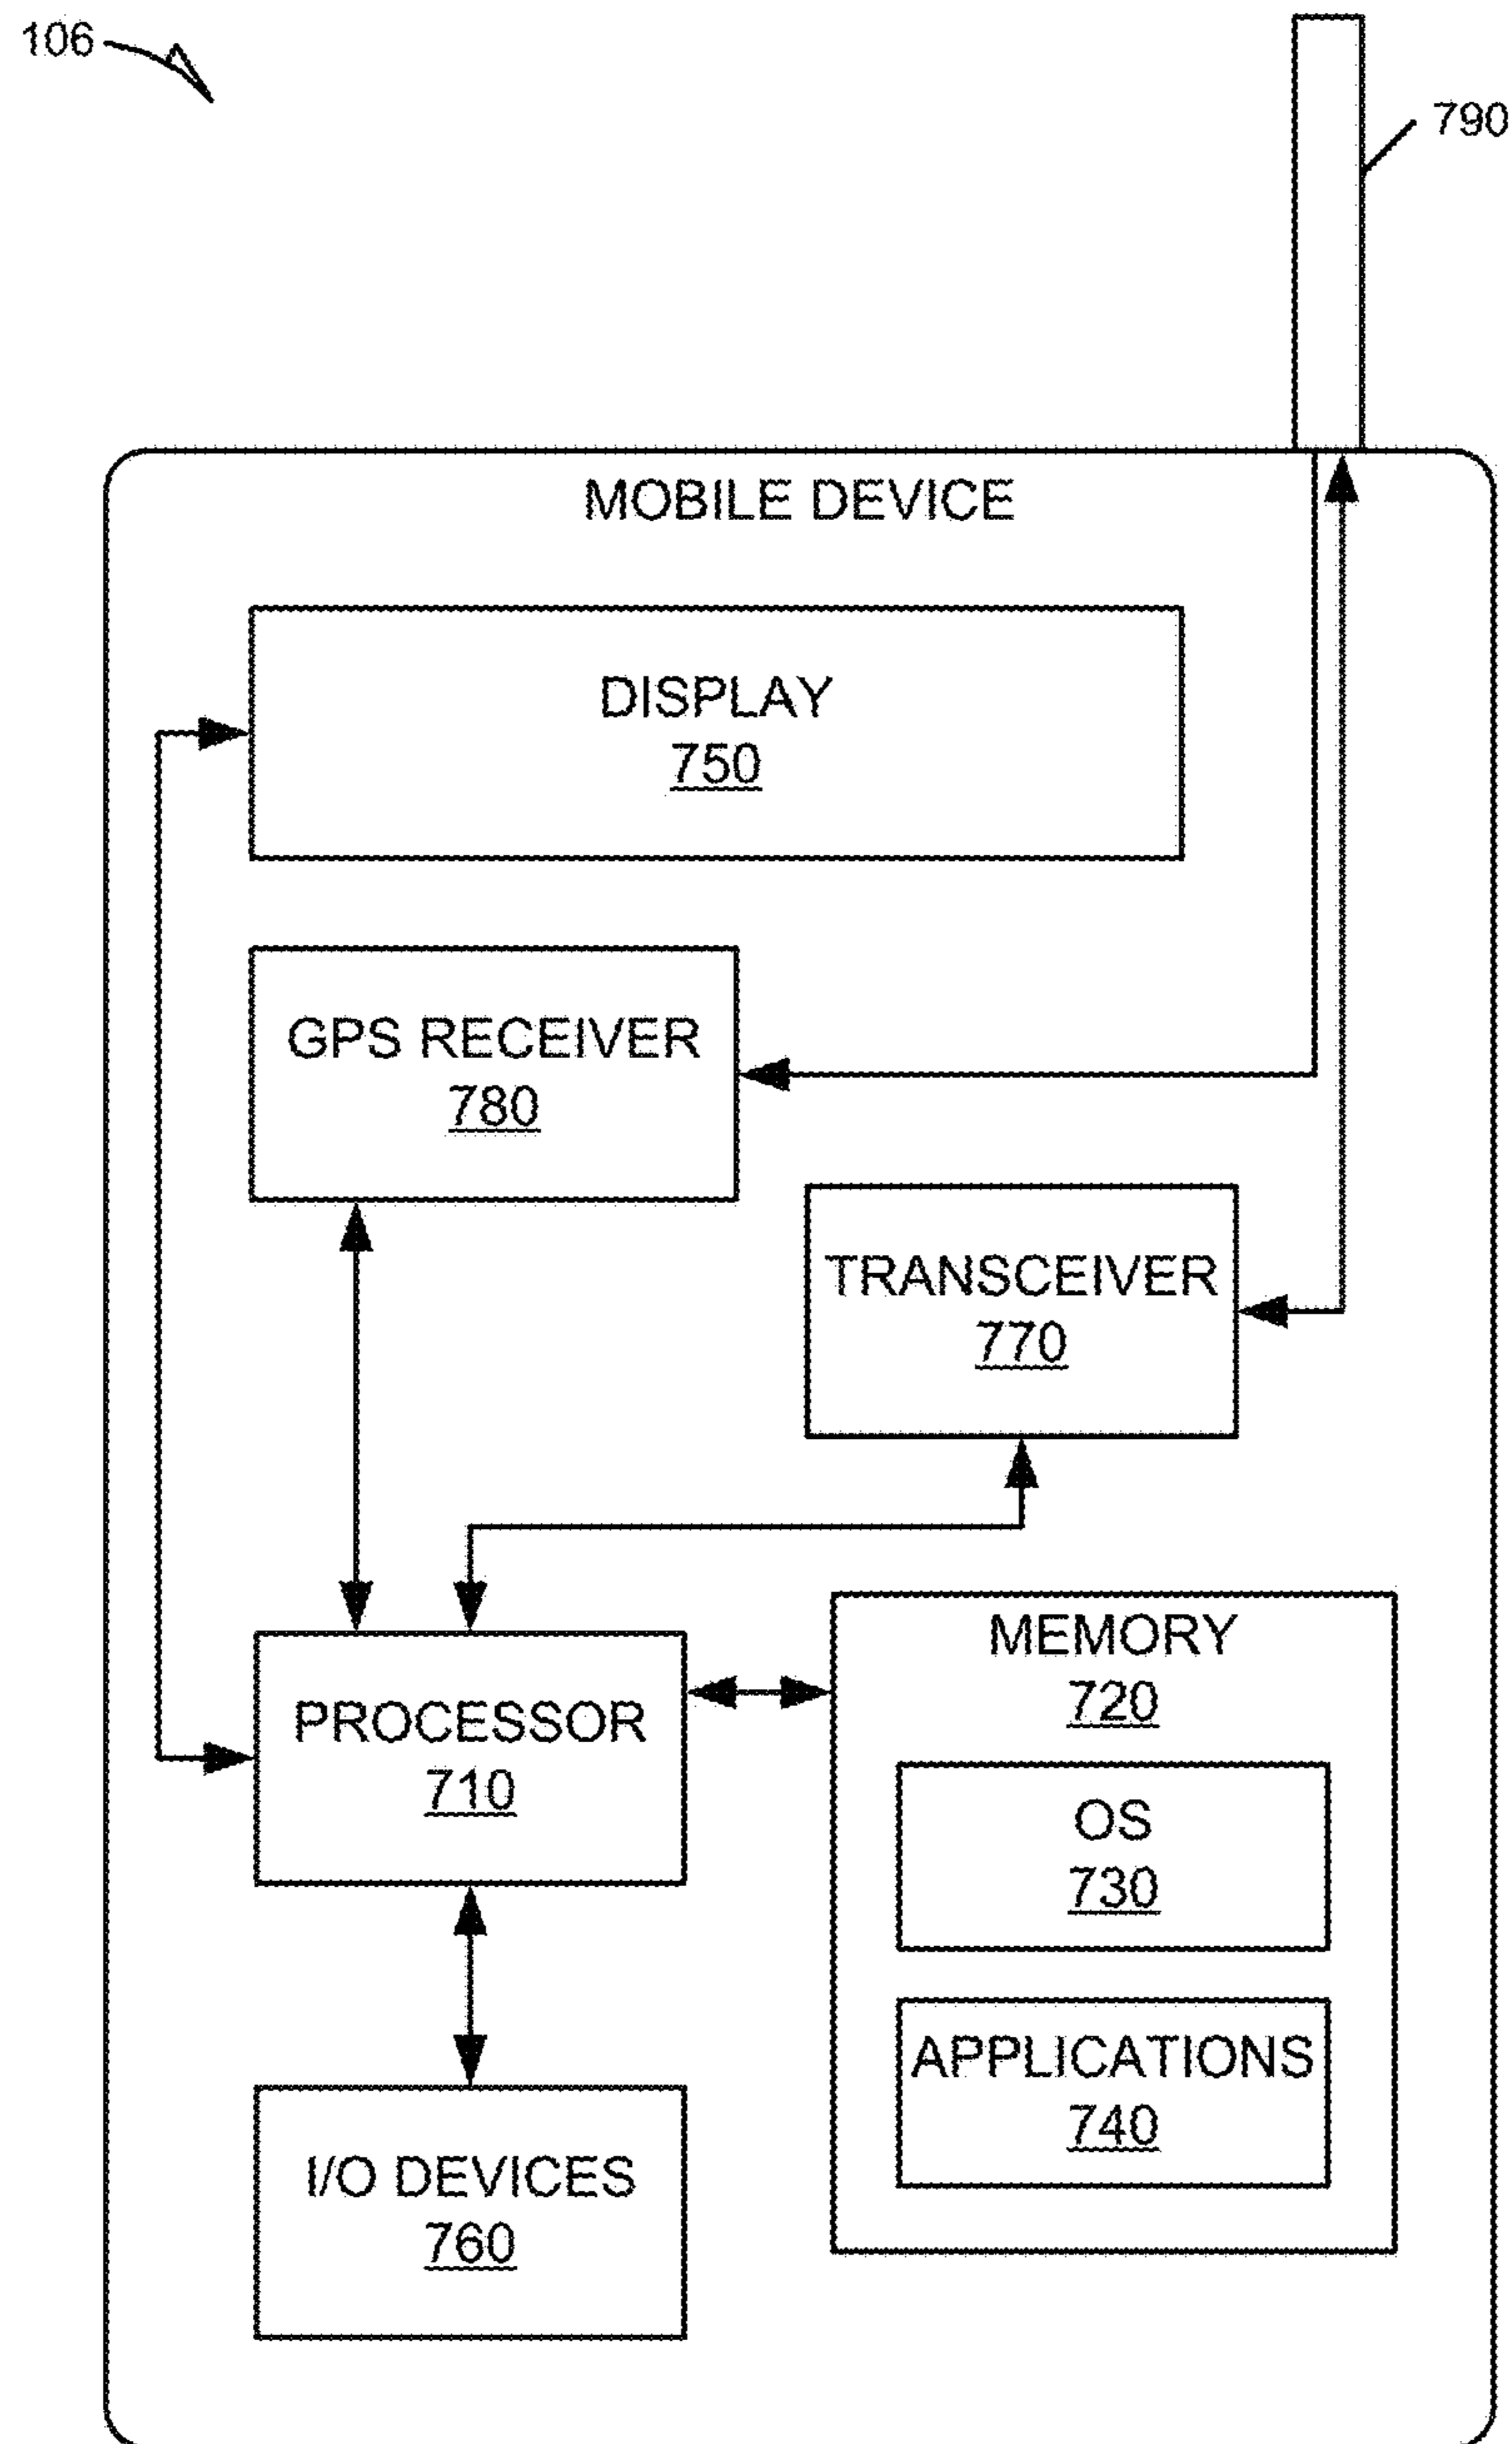 106
790
MOBILE DEVICE
DISPLAY
750
GPS RECEIVER
780
TRANSCEIVER
770
MEMORY
720
PROCESSOR
710
OS
730
APPLICATIONS
740
I/O DEVICES
760